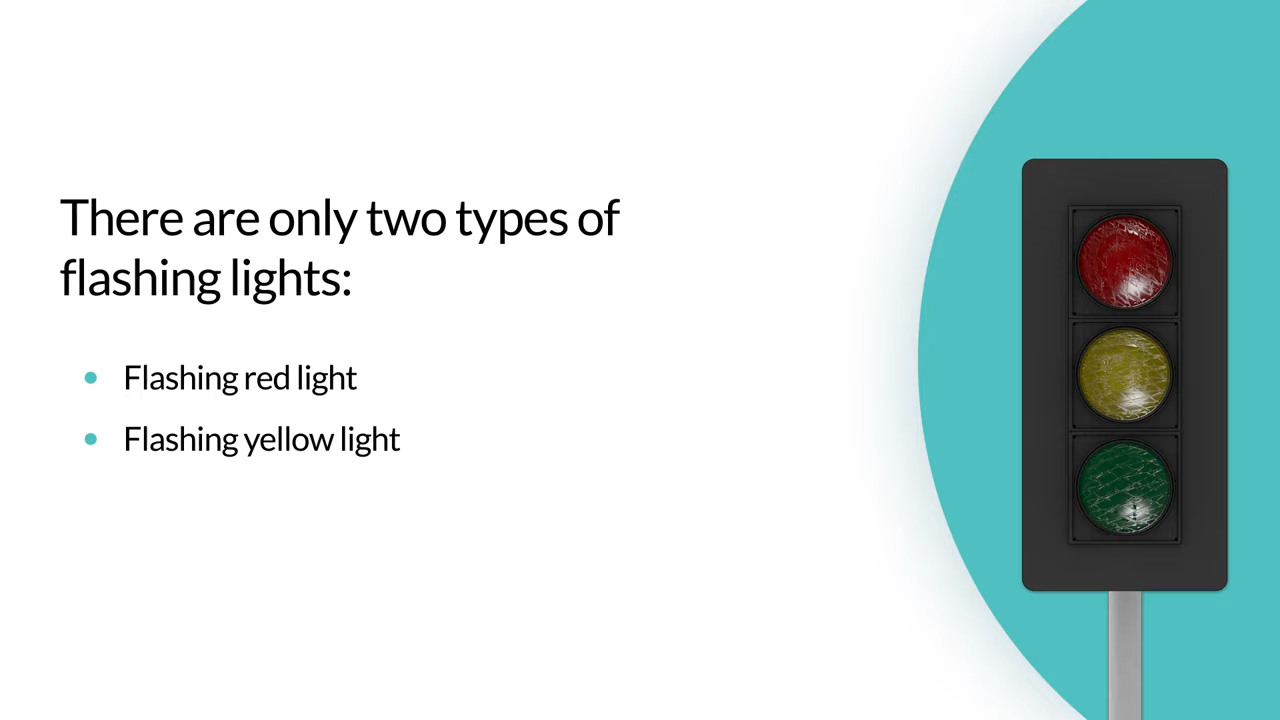 There are only two types of
flashing lights:
• Flashing red light
• Flashing yellow light